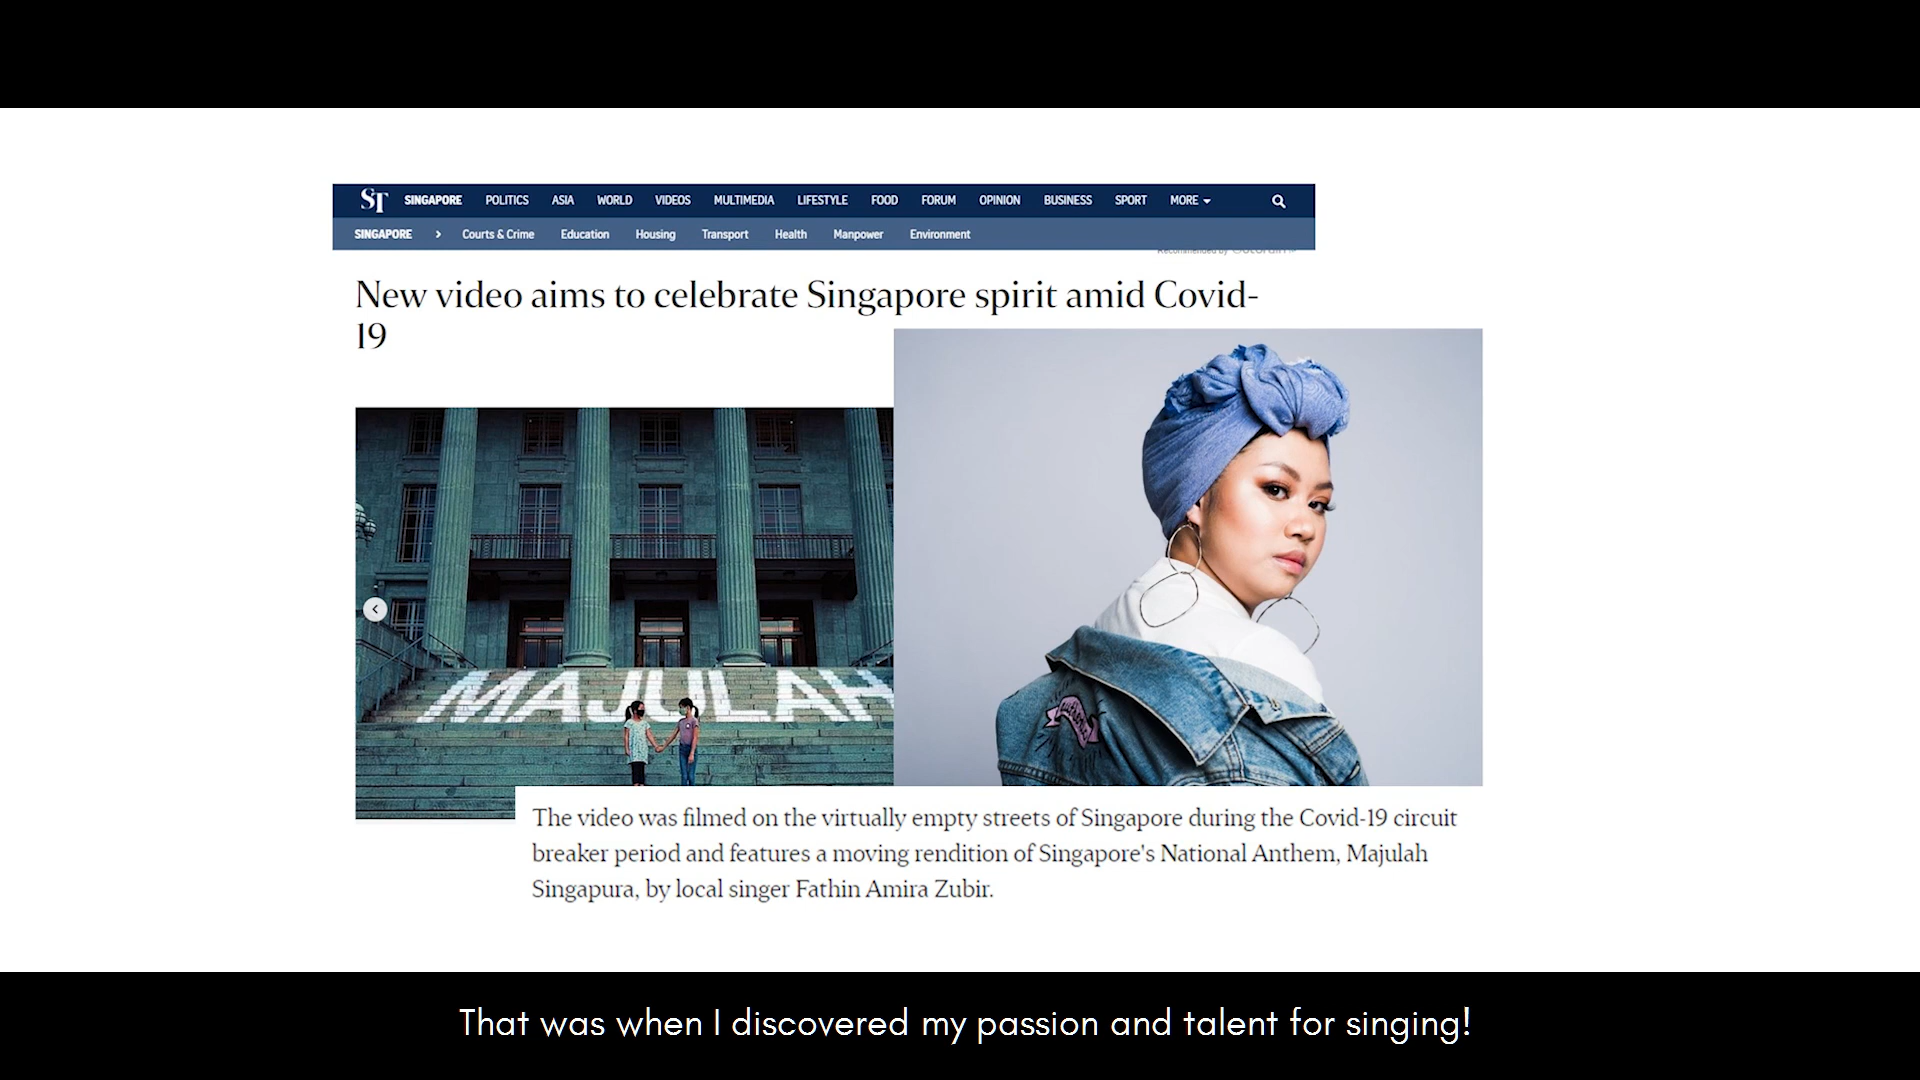 ST SINGAPORE POLITICS ASIA WORLD VIDEOS MULTIMEDIA LIFESTYLE FOOD FORUM OPINION BUSINESS SPORT MORE
SINGAPORE > Courts & Crime Education Housing Transport Health Manpower Environment
Recommended by
New video aims to celebrate Singapore spirit amid Covid-
19
MAJULAH
authentic
The video was filmed on the virtually empty streets of Singapore during the Covid-19 circuit
breaker period and features a moving rendition of Singapore's National Anthem, Majulah
Singapura, by local singer Fathin Amira Zubir.
That was when I discovered my passion and talent for singing!